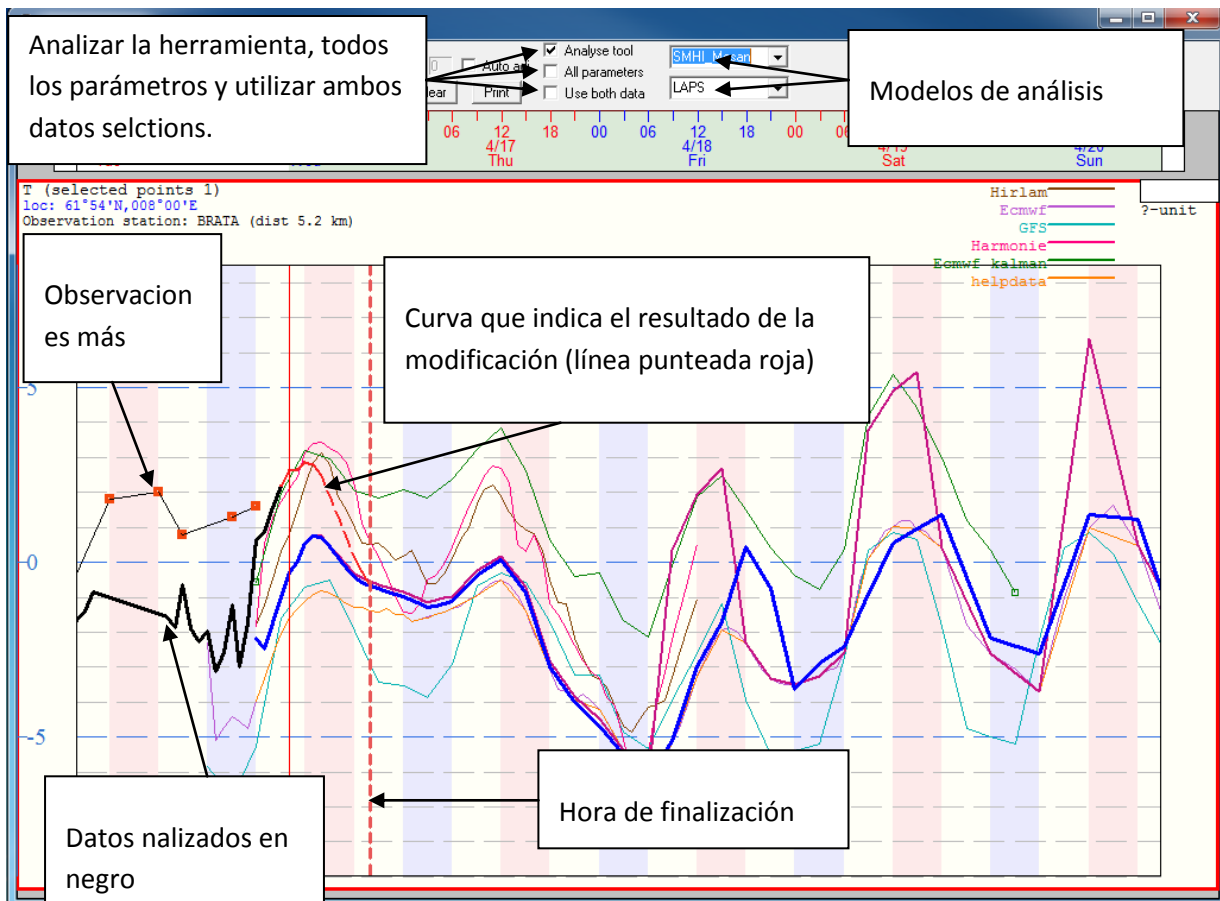 Analizar la herramienta, todos
los parámetros y utilizar ambos
datos selctions.
Analyse tool
All parameters
Print
Use both data
LAPS
Modelos de análisis
06 12 18 00 06 12 18 00
4/17 4/18
Thu Fri Sat Sun
T (selected points 1)
loc: 61°54'N,008°00'E
Observation station: BRATA (dist 5.2 km)
Hirlam
Ecmwf
?-unit
GFS
Harmonie
Ecmwf kalman
helpdata
Observacion
es más
Curva que indica el resultado de la
modificación (línea punteada roja)
0
-5
Hora de finalización
Datos nalizados en
negro